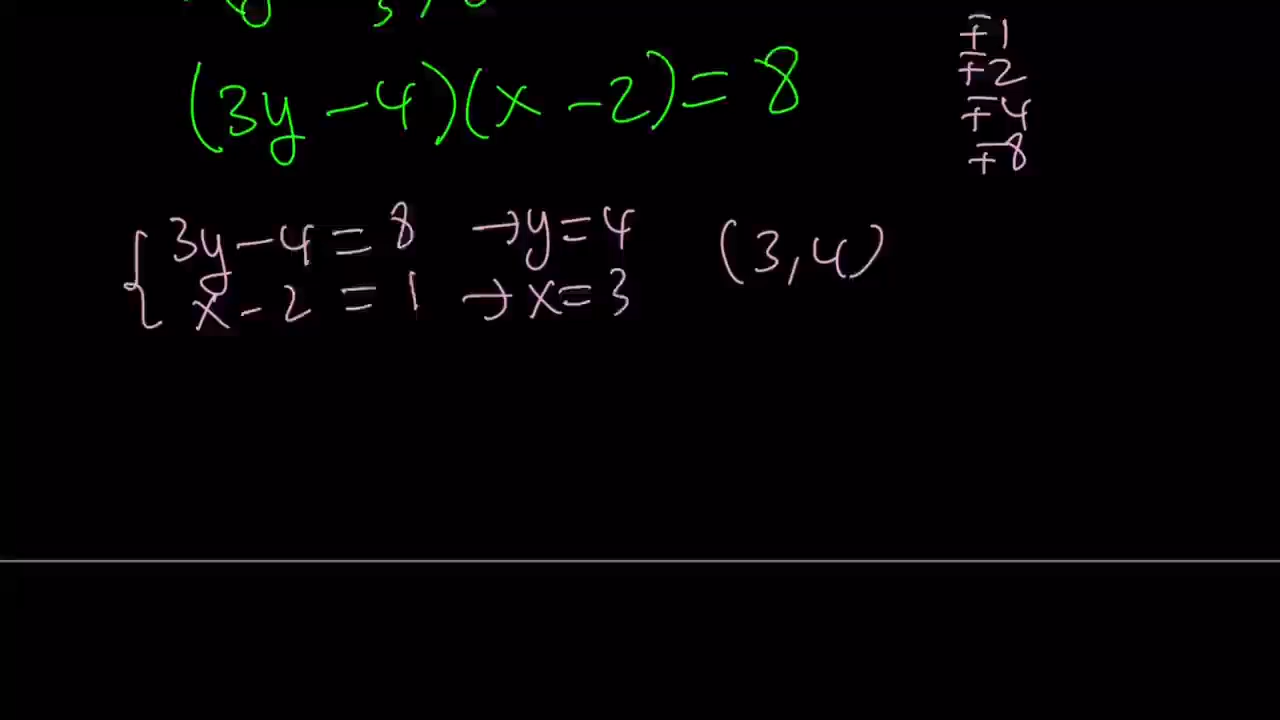 (3y-4)(x-2)=8
∓1
∓2
∓4
∓8
3y-4=8 →y=4 (3,4)
x-2=1 →x=3